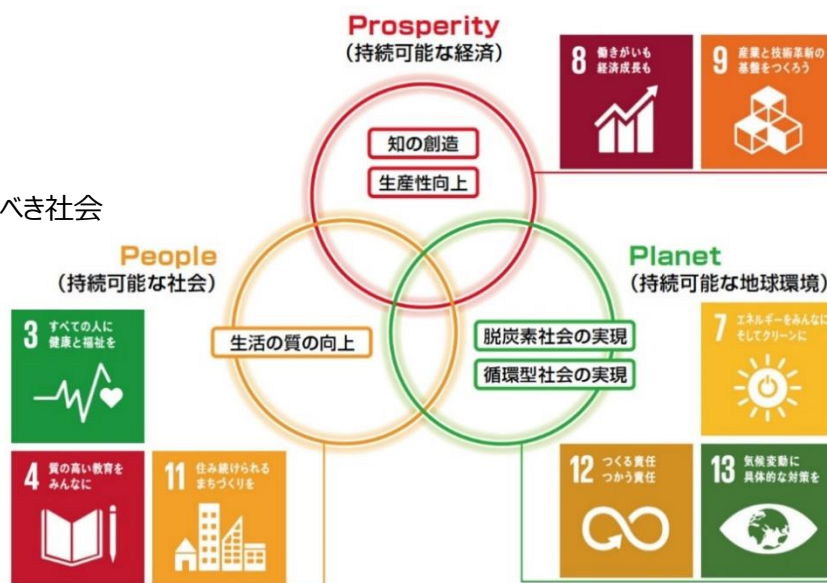 Prosperity
(持続可能な経済)
8 働きがいも
経済成長も
9 産業と技術革新の
基盤をつくろう
知の創造
生産性向上
べき社会
People
(持続可能な社会)
Planet
(持続可能な地球環境)
3 すべての人に
健康と福祉を
生活の質の向上
脱炭素社会の実現
循環型社会の実現
7 エネルギーをみんなに
そしてクリーンに
4 質の高い教育を
みんなに
11 住み続けられる
まちづくりを
12 つくる責任
つかう責任
13 気候変動に
具体的な対策を